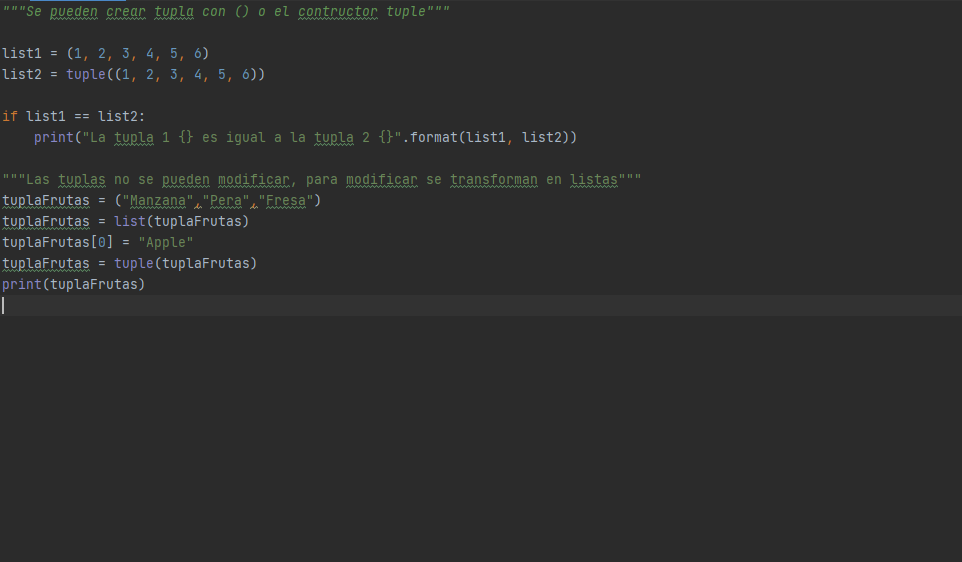 """Se pueden crear tupla con () o el contructor tuple"""
list1 = (1, 2, 3, 4, 5, 6)
list2 = tuple((1, 2, 3, 4, 5, 6))
if list1 == list2:
    print("La tupla 1 {} es igual a la tupla 2 {}".format(list1, list2))
"""Las tuplas no se pueden modificar, para modificar se transforman en listas"""
tuplaFrutas = ("Manzana","Pera","Fresa")
tuplaFrutas = list(tuplaFrutas)
tuplaFrutas[0] = "Apple"
tuplaFrutas = tuple(tuplaFrutas)
print(tuplaFrutas)